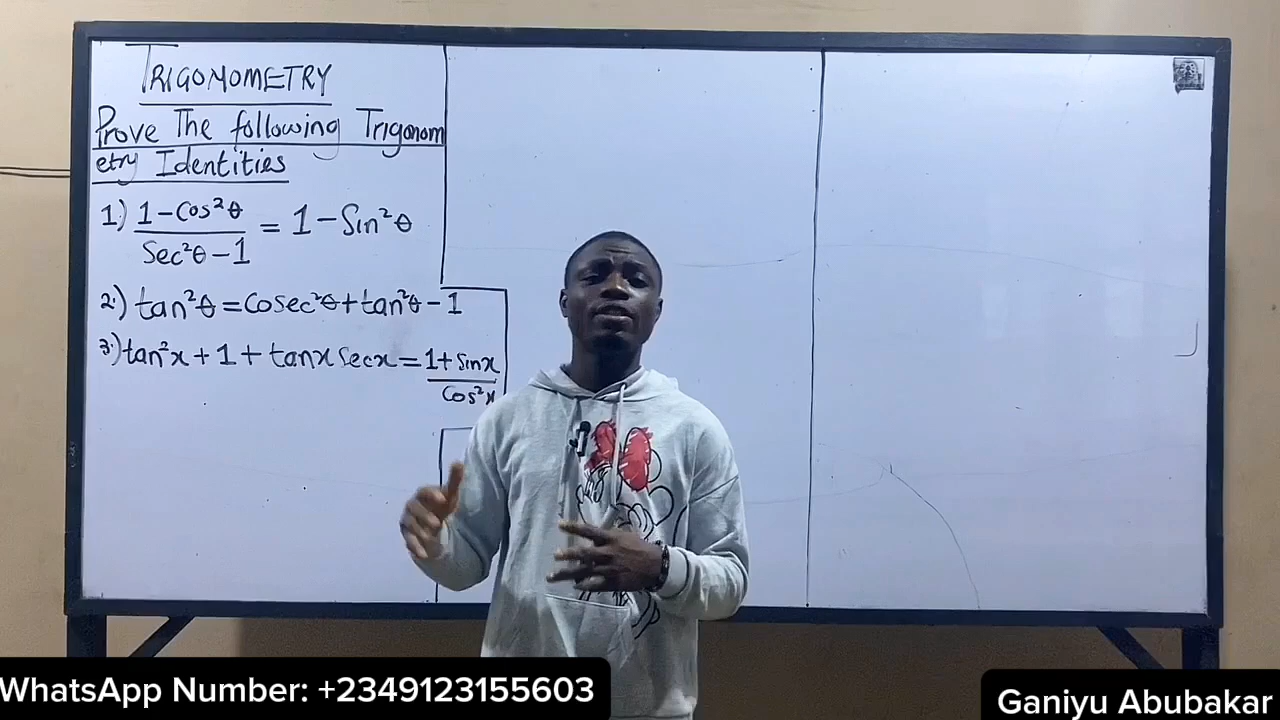 TRIGONOMETRY
Prove The following Trigonom
etry Identities
1.) 1-Cos²θ / Sec²θ-1 = 1-Sin²θ
2.) tan²θ=Cosec²θ+tan²θ-1
3.) tan²x+1+tanx secx=1+sinx / Cos²x
WhatsApp Number: +2349123155603
Ganiyu Abubakar